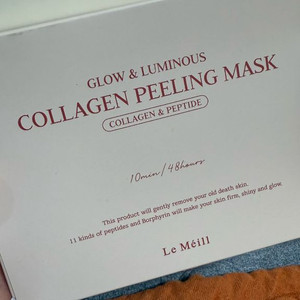 GLOW & LUMINOUS
COLLAGEN PEELING MASK
COLLAGEN & PEPTIDE
10min / 48hours
This product will gently remove your old death skin.
11 kinds of peptides and Borphyrin will make your skin firm, shiny and glow.
Le Méill